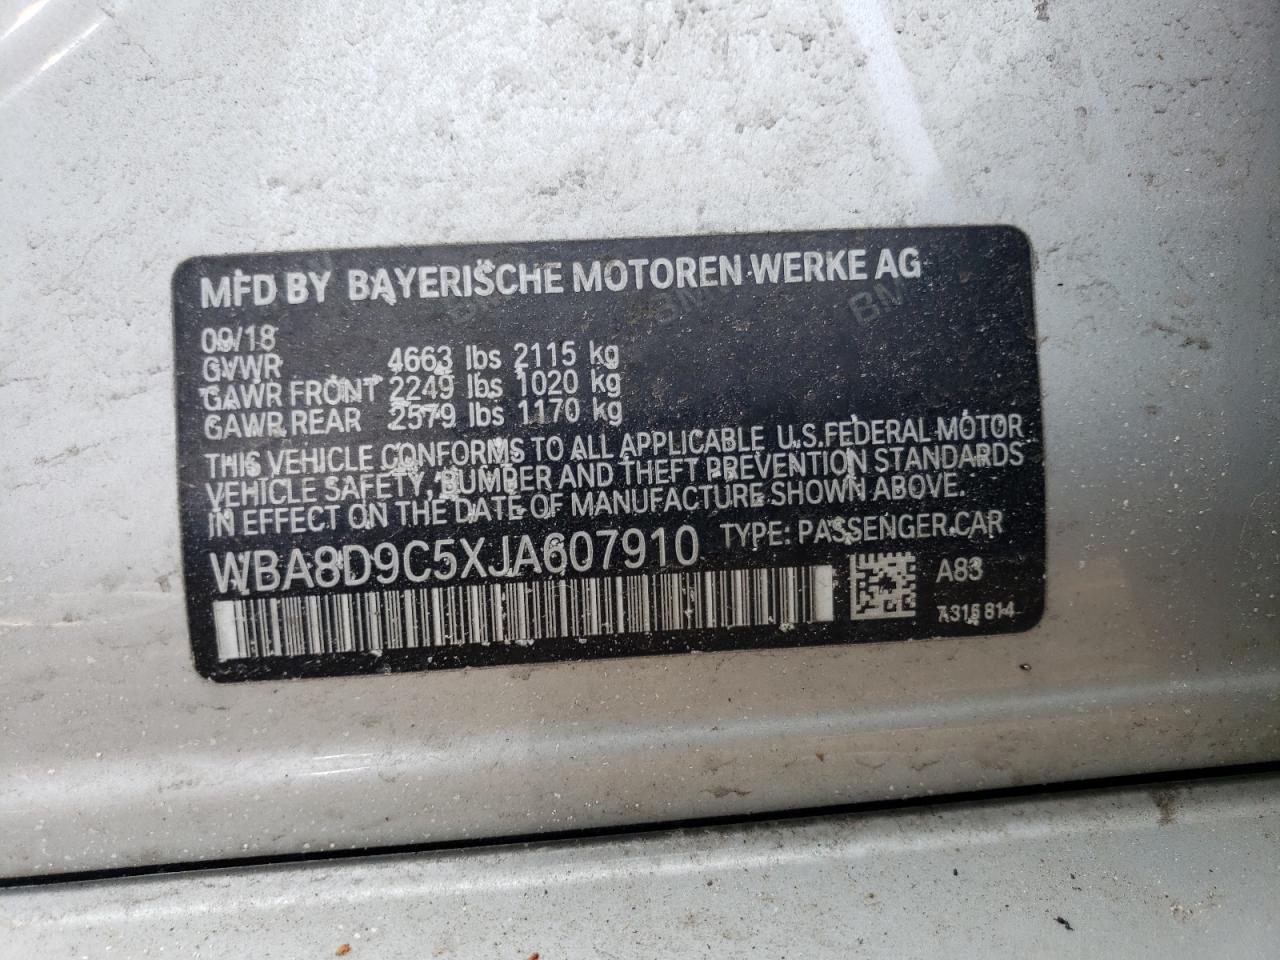 MFD BY BAYERISCHE MOTOREN WERKE AG
09/18
GVWR 4663 lbs 2115 kg
GAWR FRONT 2249 lbs 1020 kg
GAWR REAR 2579 lbs 1170 kg
THIS VEHICLE CONFORMS TO ALL APPLICABLE U.S.FEDERAL MOTOR
VEHICLE SAFETY, BUMPER AND THEFT PREVENTION STANDARDS
IN EFFECT ON THE DATE OF MANUFACTURE SHOWN ABOVE.
WBA8D9C5XJA607910 TYPE: PASSENGER.CAR
A83